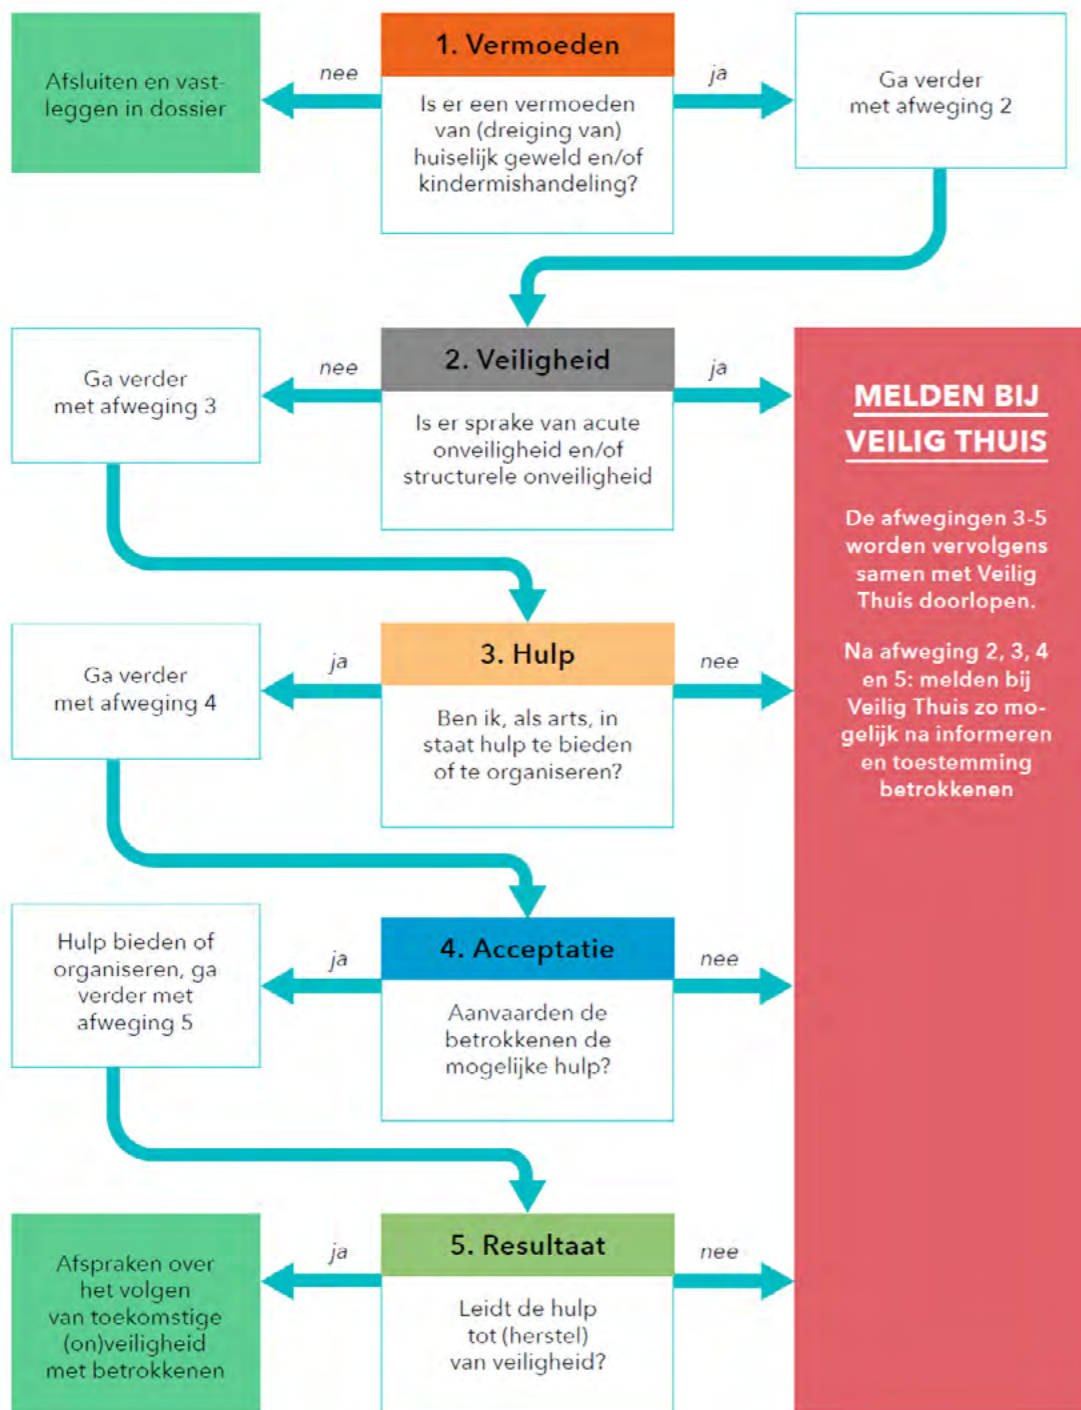 Afsluiten en vast-
leggen in dossier
nee
1. Vermoeden
Is er een vermoeden
van (dreiging van)
huiselijk geweld en/of
kindermishandeling?
ja
Ga verder
met afweging 2
Ga verder
met afweging 3
nee
2. Veiligheid
Is er sprake van acute
onveiligheid en/of
structurele onveiligheid
ja
MELDEN BIJ
VEILIG THUIS
De afwegingen 3-5
worden vervolgens
samen met Veilig
Thuis doorlopen.
Na afweging 2, 3, 4
en 5: melden bij
Veilig Thuis zo mo-
gelijk na informeren
en toestemming
betrokkenen
Ga verder
met afweging 4
ja
3. Hulp
Ben ik, als arts, in
staat hulp te bieden
of te organiseren?
nee
Hulp bieden of
organiseren, ga
verder met
afweging 5
ja
4. Acceptatie
Aanvaarden de
betrokkenen de
mogelijke hulp?
nee
Afspraken over
het volgen
van toekomstige
(on)veiligheid
met betrokkenen
ja
5. Resultaat
Leidt de hulp
tot (herstel)
van veiligheid?
nee